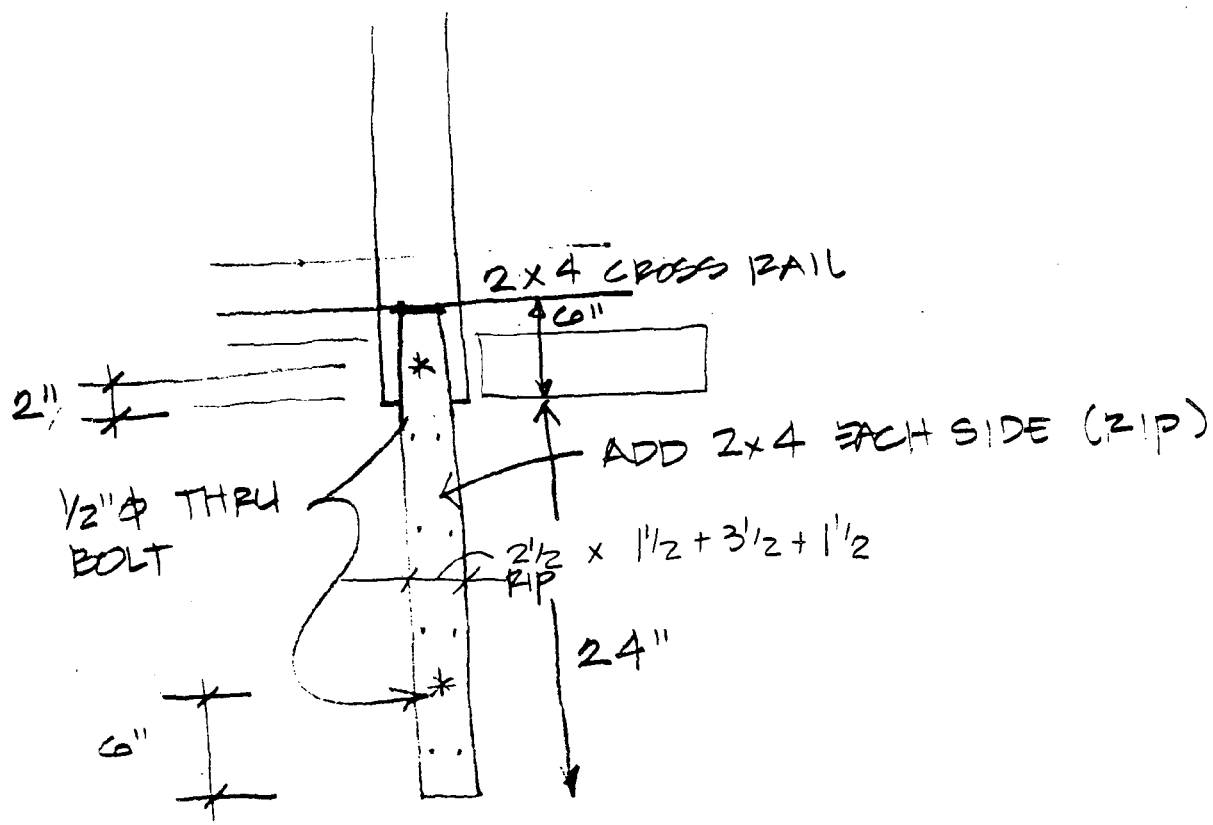 2x4 CROSS RAIL
6"
2"
ADD 2x4 EACH SIDE (RIP)
1/2"ϕ THRU
BOLT
2 1/2 x 1 1/2 + 3 1/2 + 1 1/2
RIP
24"
6"